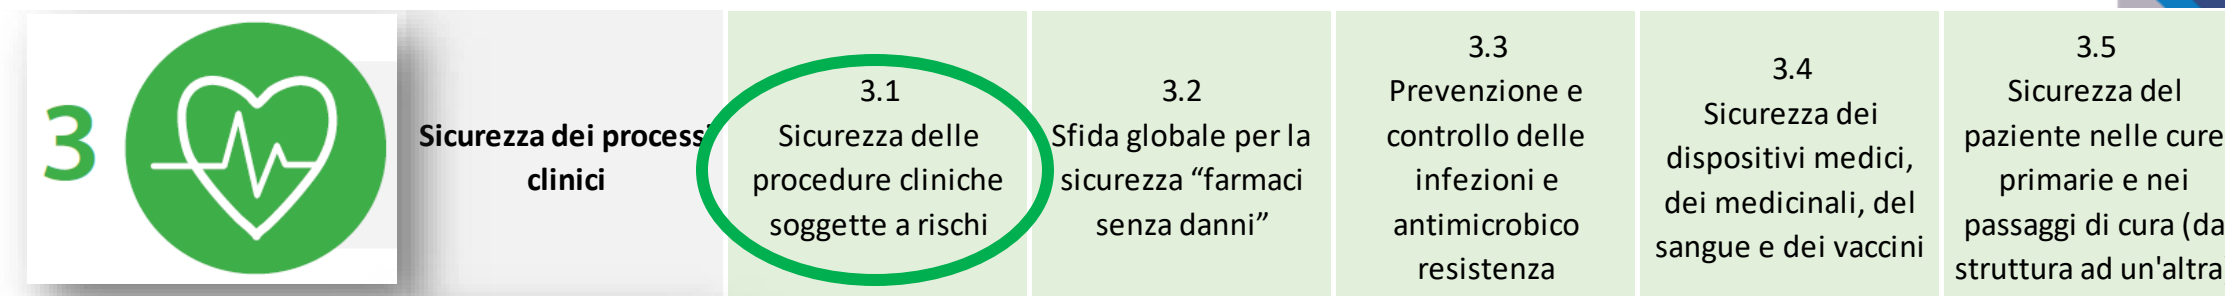 3
Sicurezza dei processi
clinici
3.1
Sicurezza delle
procedure cliniche
soggette a rischi
3.2
Sfida globale per la
sicurezza “farmaci
senza danni”
3.3
Prevenzione e
controllo delle
infezioni e
antimicrobico
resistenza
3.4
Sicurezza dei
dispositivi medici,
dei medicinali, del
sangue e dei vaccini
3.5
Sicurezza del
paziente nelle cure
primarie e nei
passaggi di cura (da
struttura ad un'altra